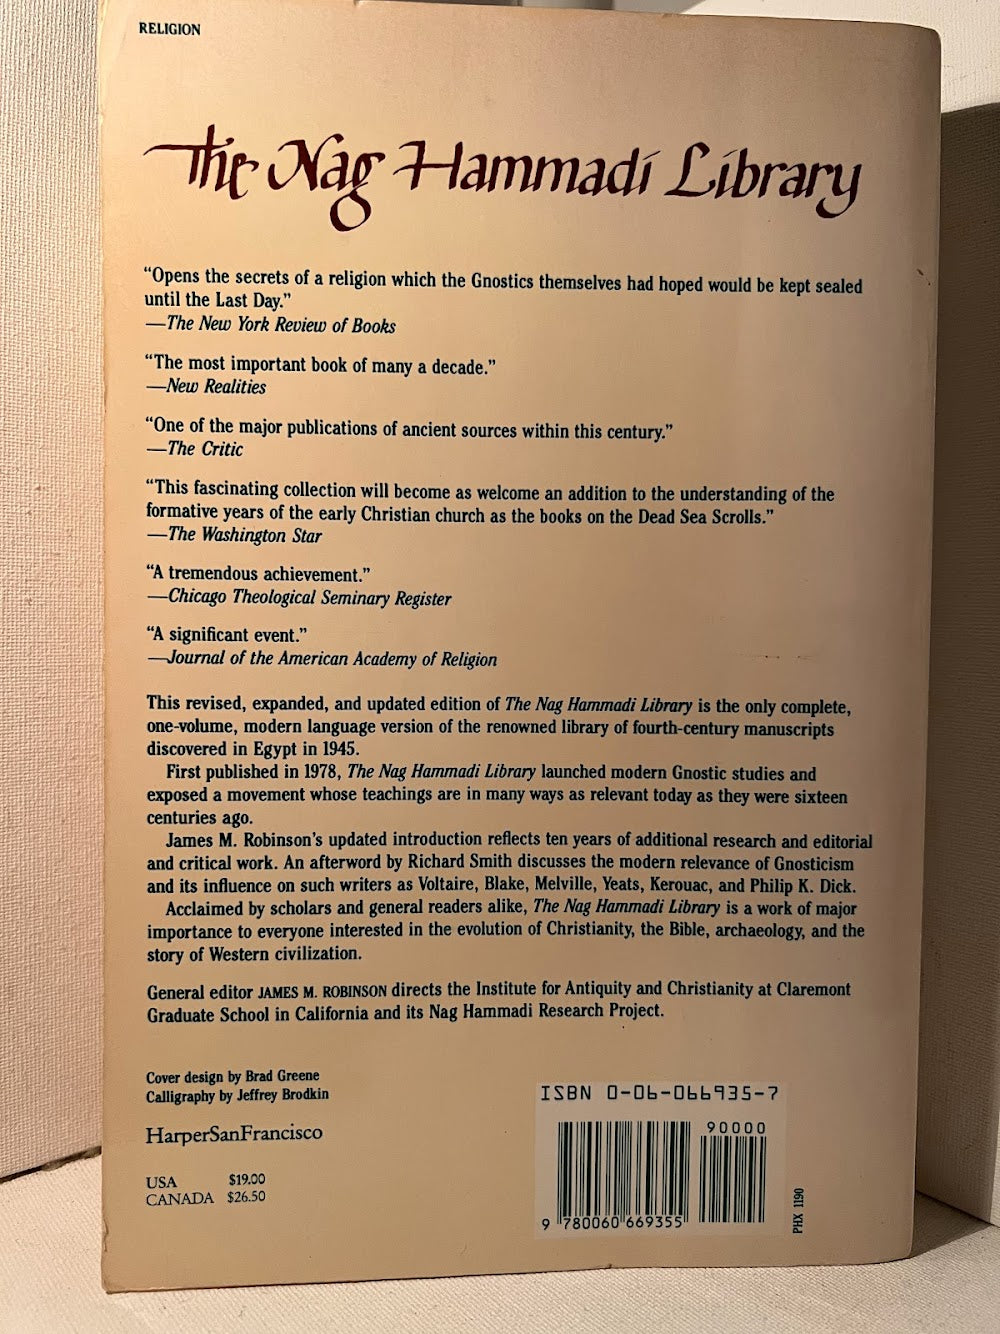 RELIGION
The Nag Hammadi Library
“Opens the secrets of a religion which the Gnostics themselves had hoped would be kept sealed
until the Last Day.”
—The New York Review of Books
“The most important book of many a decade.”
—New Realities
“One of the major publications of ancient sources within this century.”
—The Critic
“This fascinating collection will become as welcome an addition to the understanding of the
formative years of the early Christian church as the books on the Dead Sea Scrolls.”
—The Washington Star
“A tremendous achievement.”
—Chicago Theological Seminary Register
“A significant event.”
—Journal of the American Academy of Religion
This revised, expanded, and updated edition of The Nag Hammadi Library is the only complete,
one-volume, modern language version of the renowned library of fourth-century manuscripts
discovered in Egypt in 1945.
First published in 1978, The Nag Hammadi Library launched modern Gnostic studies and
exposed a movement whose teachings are in many ways as relevant today as they were sixteen
centuries ago.
James M. Robinson’s updated introduction reflects ten years of additional research and editorial
and critical work. An afterword by Richard Smith discusses the modern relevance of Gnosticism
and its influence on such writers as Voltaire, Blake, Melville, Yeats, Kerouac, and Philip K. Dick.
Acclaimed by scholars and general readers alike, The Nag Hammadi Library is a work of major
importance to everyone interested in the evolution of Christianity, the Bible, archaeology, and the
story of Western civilization.
General editor JAMES M. ROBINSON directs the Institute for Antiquity and Christianity at Claremont
Graduate School in California and its Nag Hammadi Research Project.
Cover design by Brad Greene
Calligraphy by Jeffrey Brodkin
HarperSanFrancisco
USA $19.00
CANADA $26.50
ISBN 0-06-066935-7
90000
9 780060 669355
PHX 1190